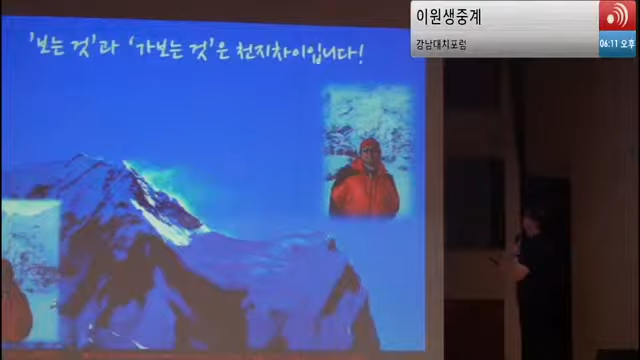 '보는 것'과 '가보는 것'은 천지차이입니다!
이원생중계
강남대치포럼
06:11 오후